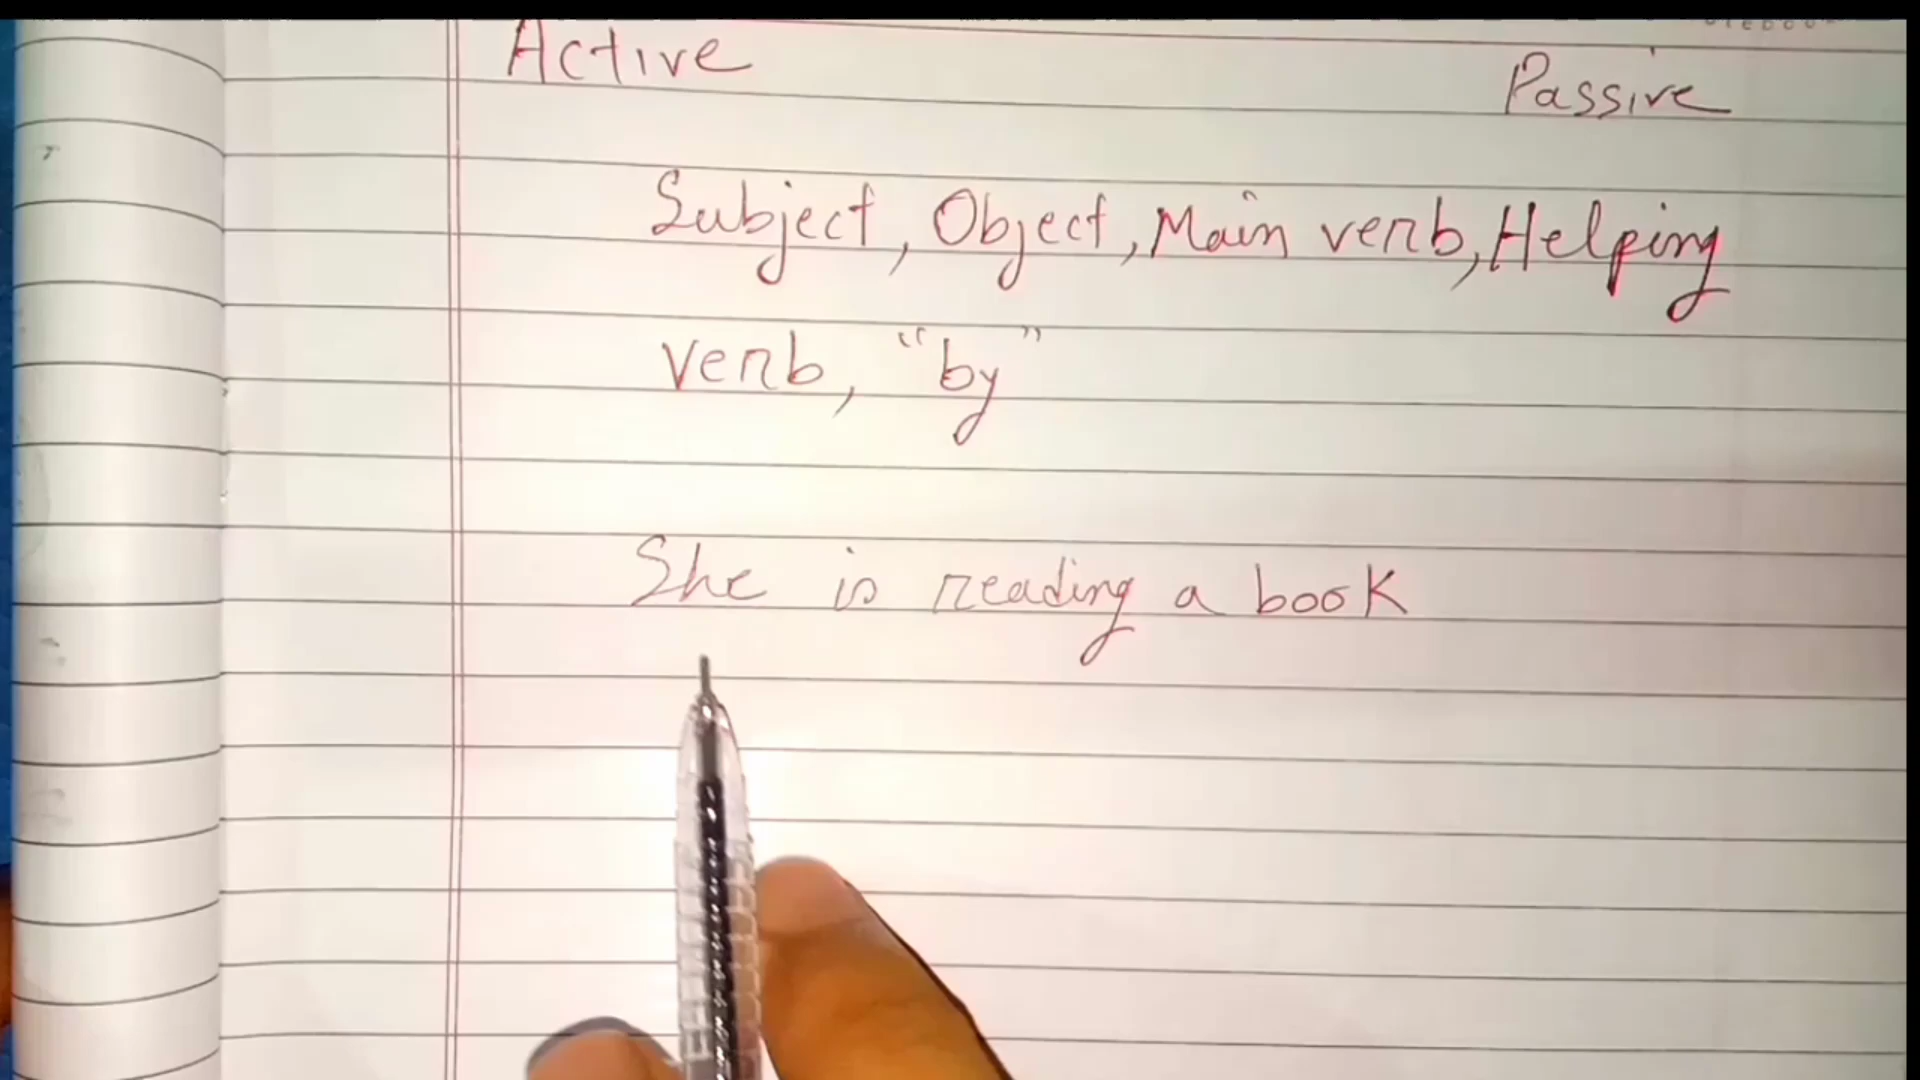 Active Passive
Subject, Object, Main verb, Helping
verb, "by"
She is reading a book